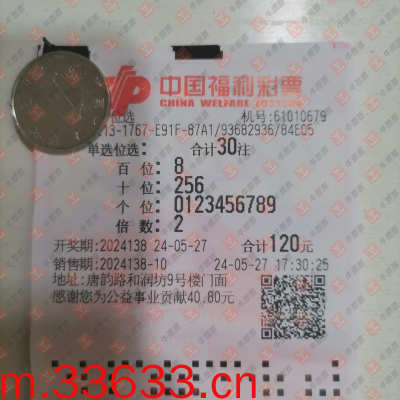 中国福利彩票
CHINA WELFARE LOTTERY
位选 机号:61010679
13-1767-E91F-87A1/93682936/84E05
单选位选: 合计30注
百 位: 8
十 位: 256
个 位: 0123456789
倍 数: 2
开奖期:2024138 24-05-27 合计120元
销售期:2024138-10 24-05-27 17:30:25
地址:唐韵路和润坊9号楼门面
感谢您为公益事业贡献40.80元
m.33633.cn